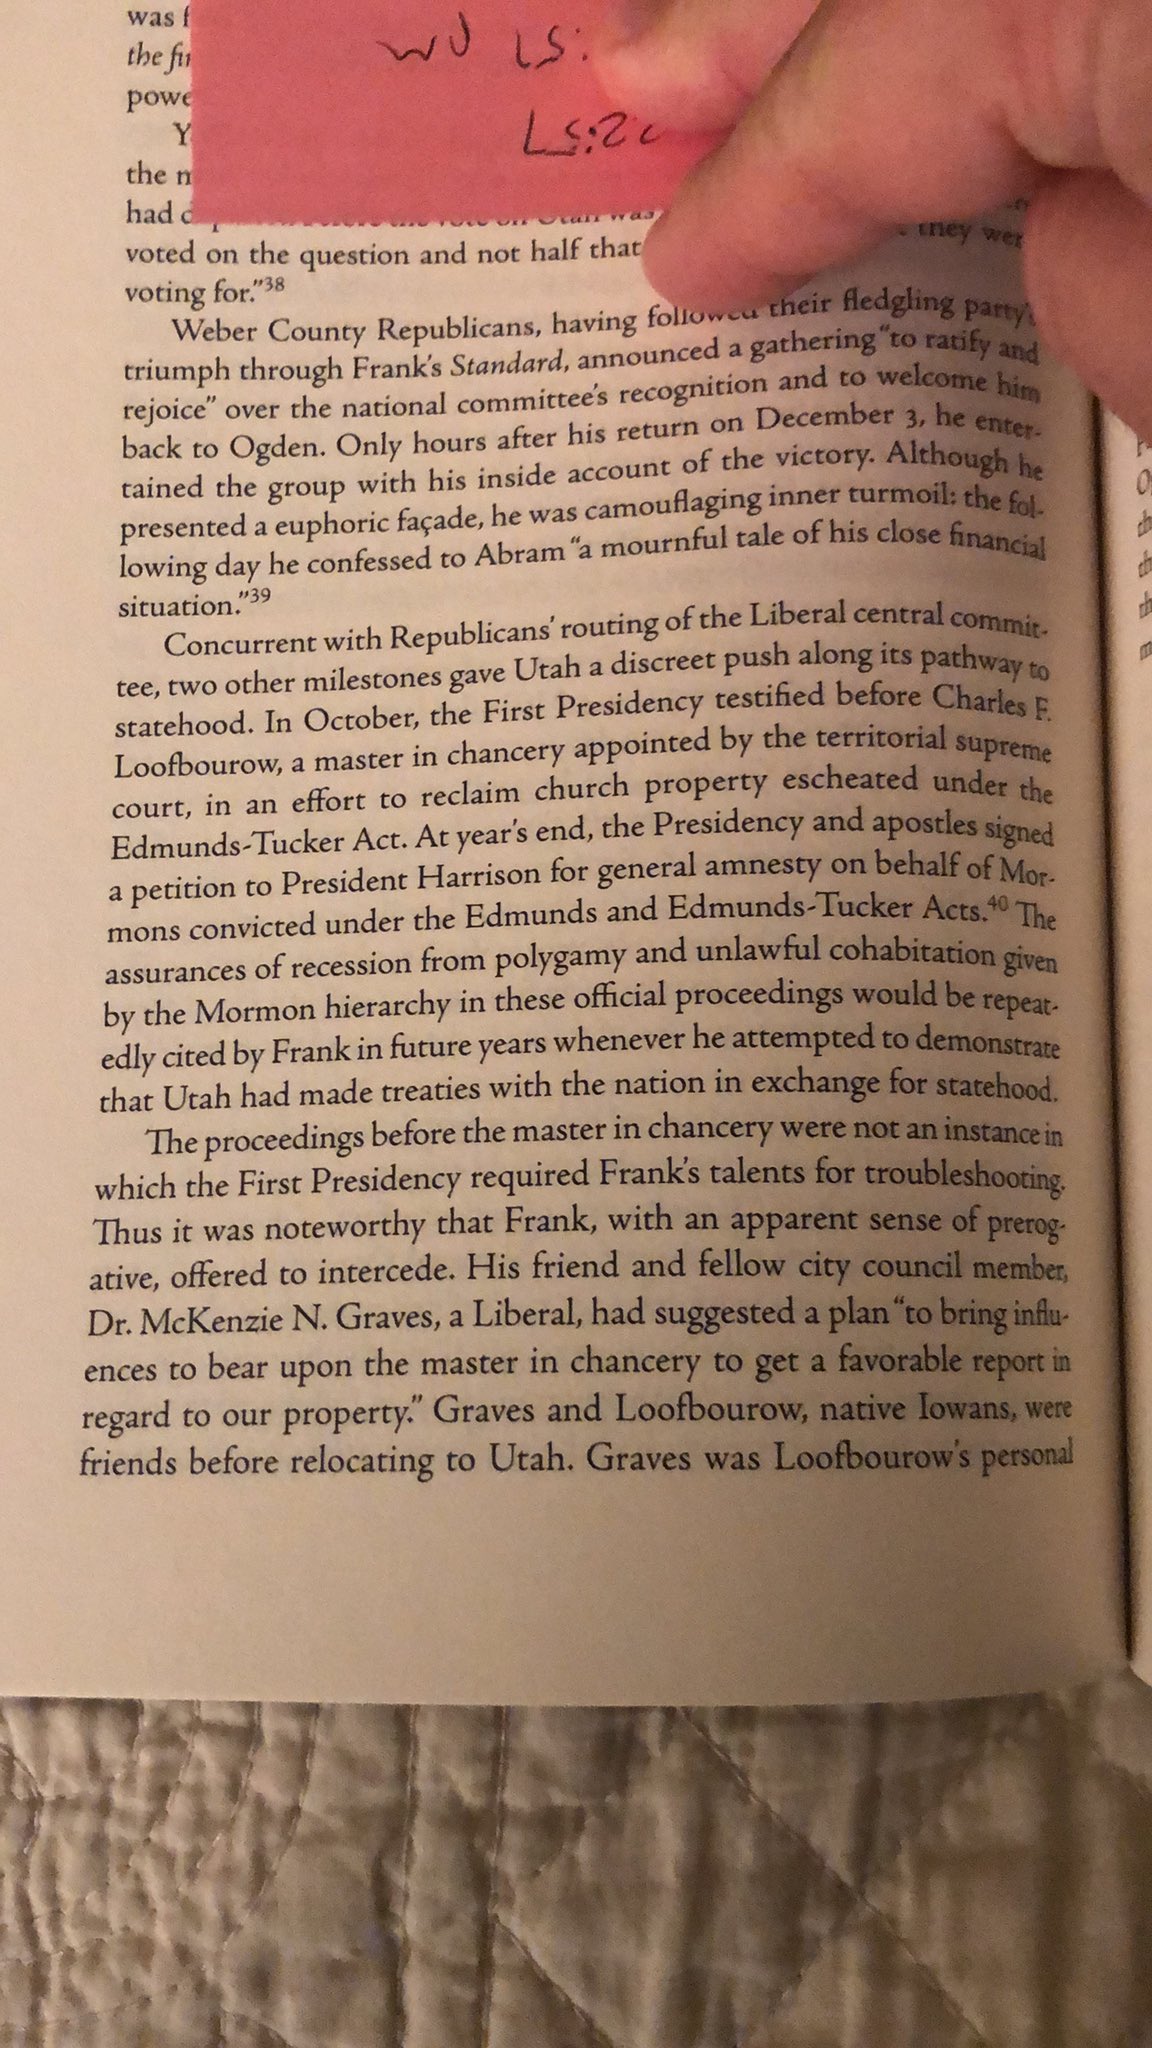 was f
the fir
powe
Y
the m
had d
voted on the question and not half that they wer
voting for."38
Weber County Republicans, having followed their fledgling party's
triumph through Frank's Standard, announced a gathering "to ratify and
rejoice" over the national committee's recognition and to welcome him
back to Ogden. Only hours after his return on December 3, he enter-
tained the group with his inside account of the victory. Although he
presented a euphoric façade, he was camouflaging inner turmoil: the fol-
lowing day he confessed to Abram "a mournful tale of his close financial
situation."39
Concurrent with Republicans' routing of the Liberal central commit-
tee, two other milestones gave Utah a discreet push along its pathway to
statehood. In October, the First Presidency testified before Charles F.
Loofbourow, a master in chancery appointed by the territorial supreme
court, in an effort to reclaim church property escheated under the
Edmunds-Tucker Act. At year's end, the Presidency and apostles signed
a petition to President Harrison for general amnesty on behalf of Mor-
mons convicted under the Edmunds and Edmunds-Tucker Acts.40 The
assurances of recession from polygamy and unlawful cohabitation given
by the Mormon hierarchy in these official proceedings would be repeat-
edly cited by Frank in future years whenever he attempted to demonstrate
that Utah had made treaties with the nation in exchange for statehood.
The proceedings before the master in chancery were not an instance in
which the First Presidency required Frank's talents for troubleshooting.
Thus it was noteworthy that Frank, with an apparent sense of prerog-
ative, offered to intercede. His friend and fellow city council member,
Dr. McKenzie N. Graves, a Liberal, had suggested a plan "to bring influ-
ences to bear upon the master in chancery to get a favorable report in
regard to our property." Graves and Loofbourow, native Iowans, were
friends before relocating to Utah. Graves was Loofbourow's personal